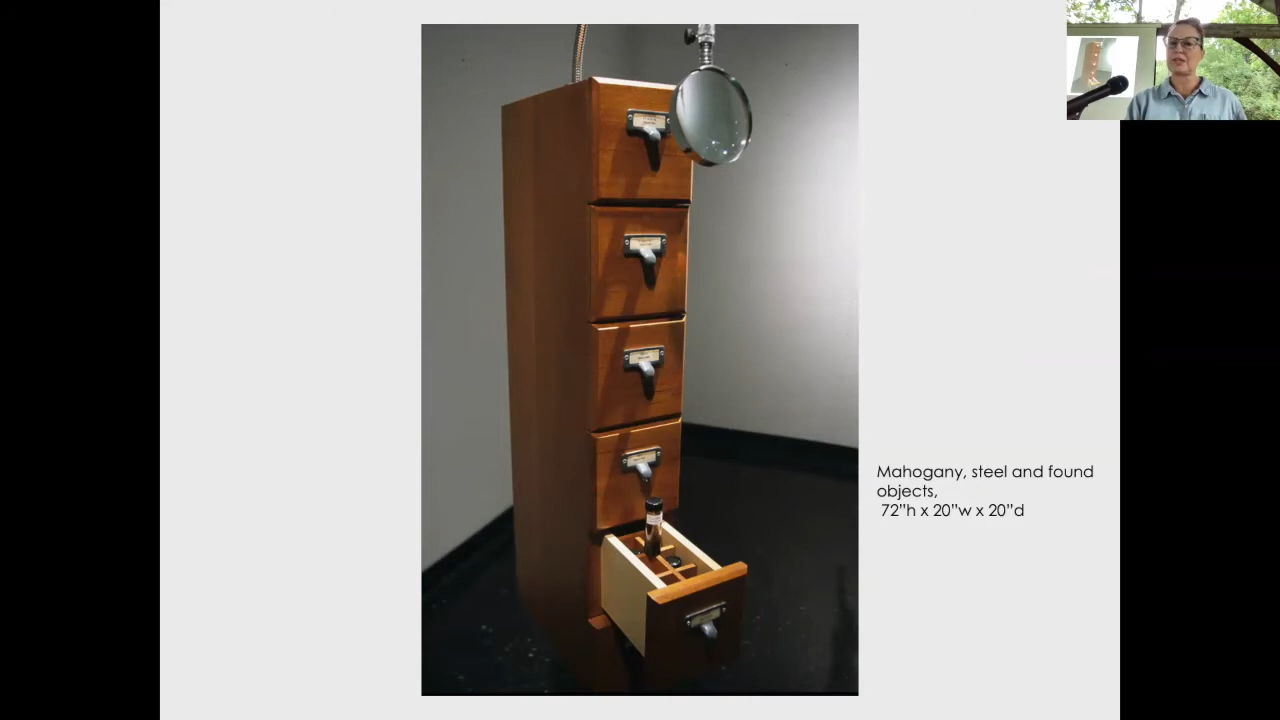 Mahogany, steel and found
objects,
72”h x 20”w x 20”d